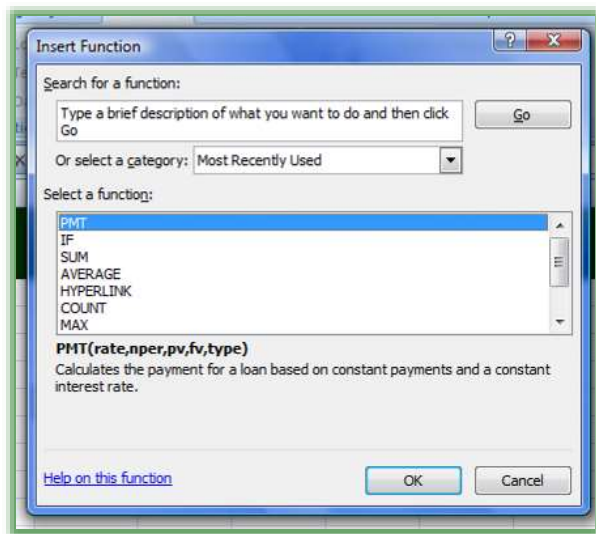 Insert Function
Search for a function:
Type a brief description of what you want to do and then click
Go
Go
Or select a category: Most Recently Used
Select a function:
PMT
IF
SUM
AVERAGE
HYPERLINK
COUNT
MAX
PMT(rate,nper,pv,fv,type)
Calculates the payment for a loan based on constant payments and a constant
interest rate.
Help on this function
OK
Cancel